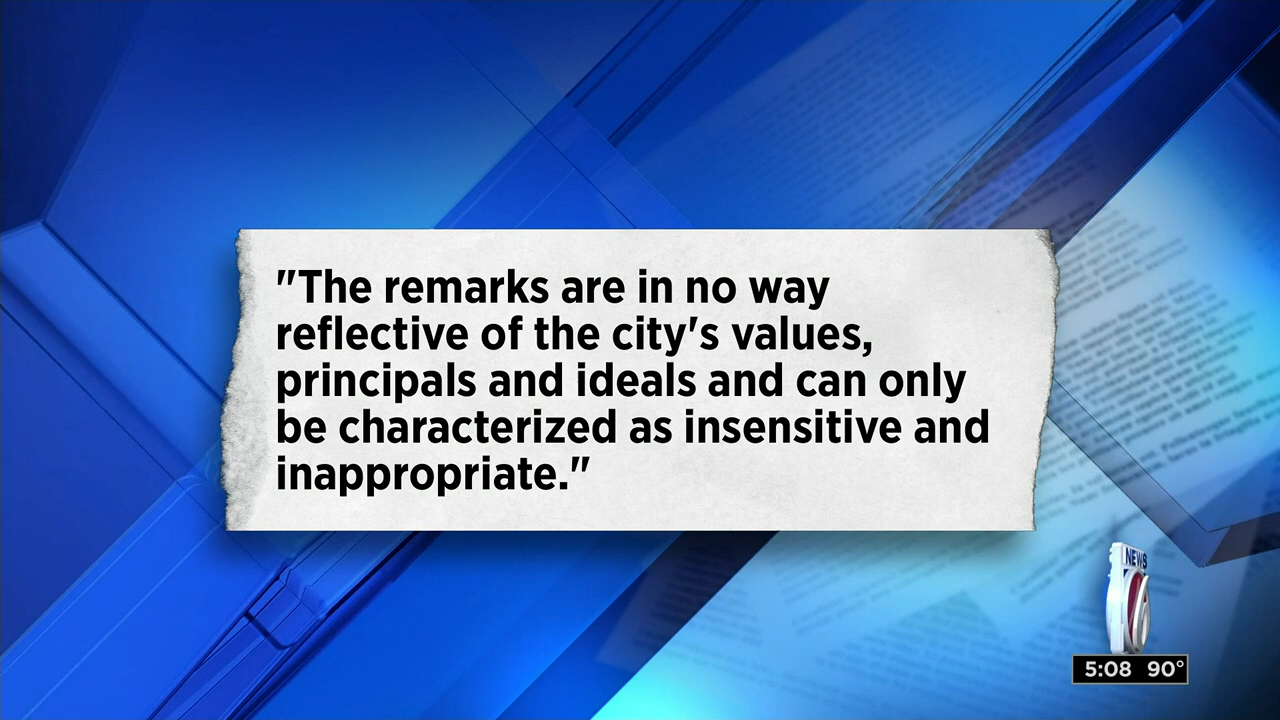 "The remarks are in no way
reflective of the city's values,
principals and ideals and can only
be characterized as insensitive and
inappropriate."
NEWS
6
5:08 90°